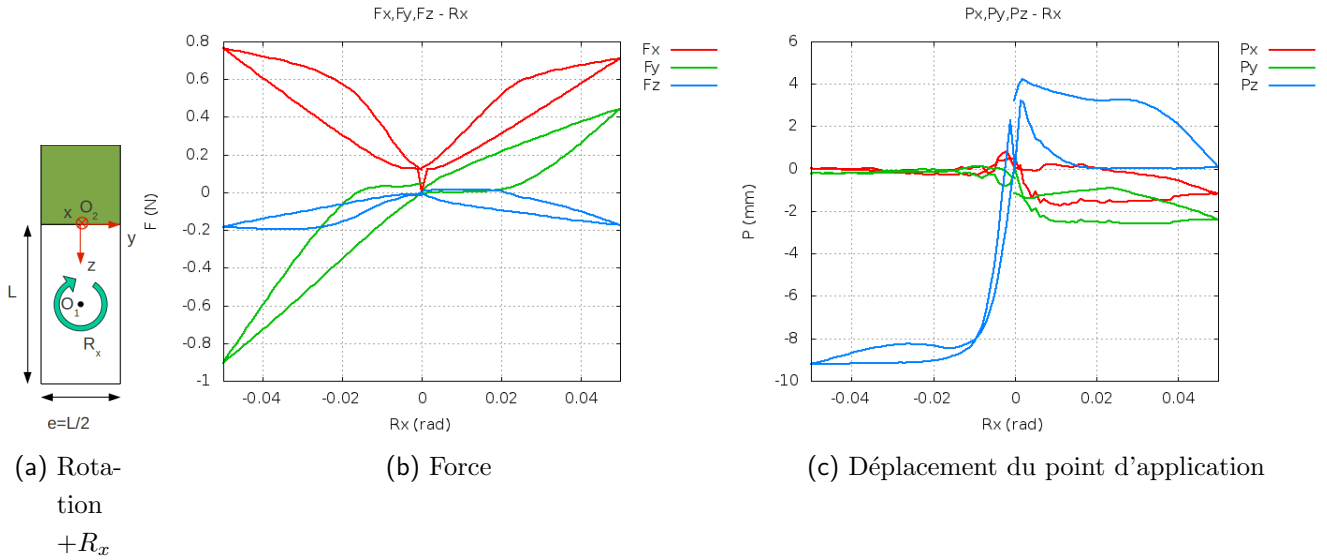 Fx,Fy,Fz - Rx
Px,Py,Pz - Rx
x
O2
y
z
L
O1
Rx
e=L/2
F (N)
0.8
0.6
0.4
0.2
0
-0.2
-0.4
-0.6
-0.8
-1
-0.04
-0.02
0
0.02
0.04
Rx (rad)
Fx
Fy
Fz
P (mm)
6
4
2
0
-2
-4
-6
-8
-10
-0.04
-0.02
0
0.02
0.04
Rx (rad)
Px
Py
Pz
(a) Rota-
tion
+Rx
(b) Force
(c) Déplacement du point d'application